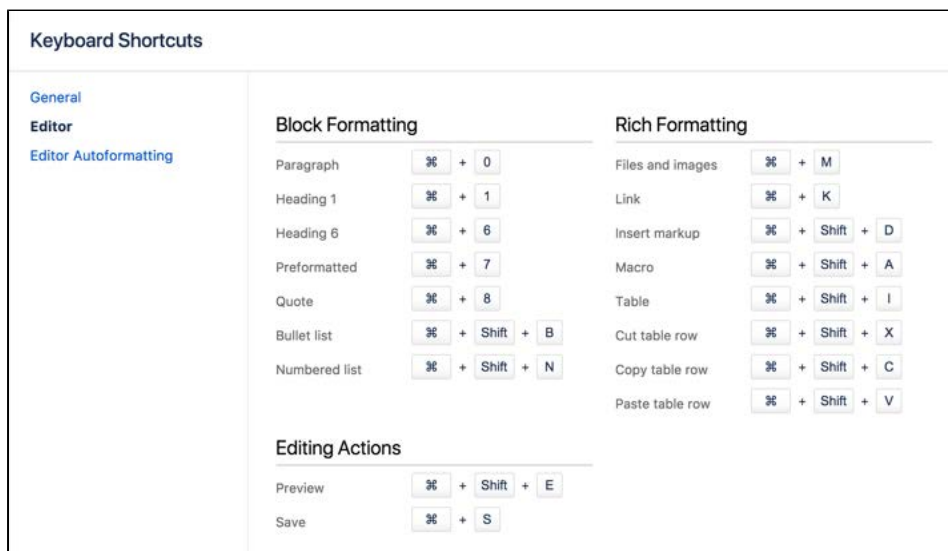 Keyboard Shortcuts
General
Editor
Editor Autoformatting
Block Formatting
Paragraph ⌘ + 0
Heading 1 ⌘ + 1
Heading 6 ⌘ + 6
Preformatted ⌘ + 7
Quote ⌘ + 8
Bullet list ⌘ + Shift + B
Numbered list ⌘ + Shift + N
Editing Actions
Preview ⌘ + Shift + E
Save ⌘ + S
Rich Formatting
Files and images ⌘ + M
Link ⌘ + K
Insert markup ⌘ + Shift + D
Macro ⌘ + Shift + A
Table ⌘ + Shift + I
Cut table row ⌘ + Shift + X
Copy table row ⌘ + Shift + C
Paste table row ⌘ + Shift + V